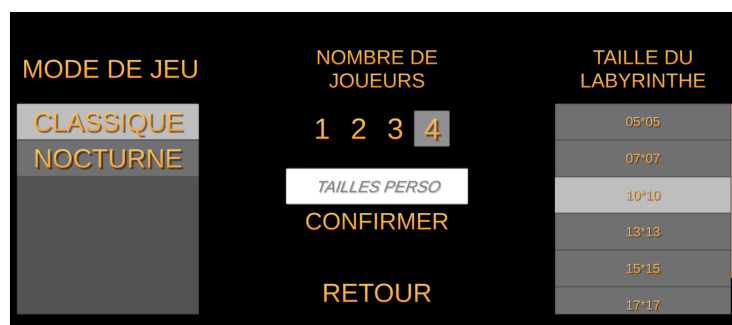 MODE DE JEU
CLASSIQUE
NOCTURNE
NOMBRE DE
JOUEURS
1 2 3 4
TAILLES PERSO
CONFIRMER
RETOUR
TAILLE DU
LABYRINTHE
05*05
07*07
10*10
13*13
15*15
17*17